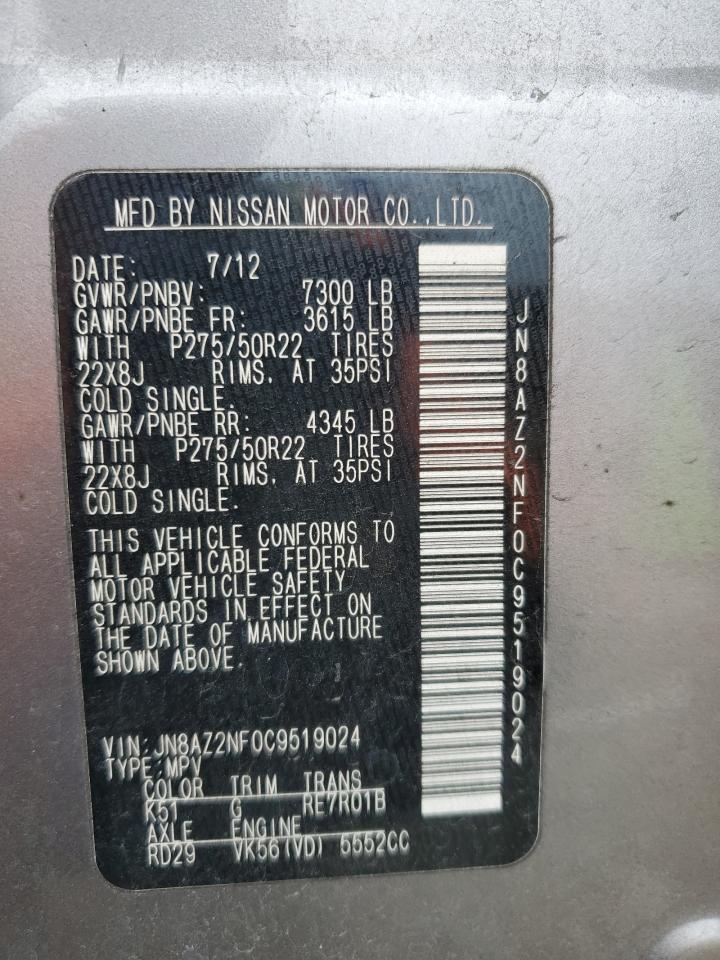 MFD BY NISSAN MOTOR CO.,LTD.
DATE: 7/12
GVWR/PNBV: 7300 LB
GAWR/PNBE FR: 3615 LB
WITH P275/50R22 TIRES
22X8J RIMS, AT 35PSI
COLD SINGLE.
GAWR/PNBE RR: 4345 LB
WITH P275/50R22 TIRES
22X8J RIMS, AT 35PSI
COLD SINGLE.
THIS VEHICLE CONFORMS TO
ALL APPLICABLE FEDERAL
MOTOR VEHICLE SAFETY
STANDARDS IN EFFECT ON
THE DATE OF MANUFACTURE
SHOWN ABOVE.
VIN:JN8AZ2NF0C9519024
TYPE:MPV
COLOR TRIM TRANS
K51 G RE7R01B
AXLE ENGINE
RD29 VK56(VD) 5552CC
JN8AZ2NF0C9519024